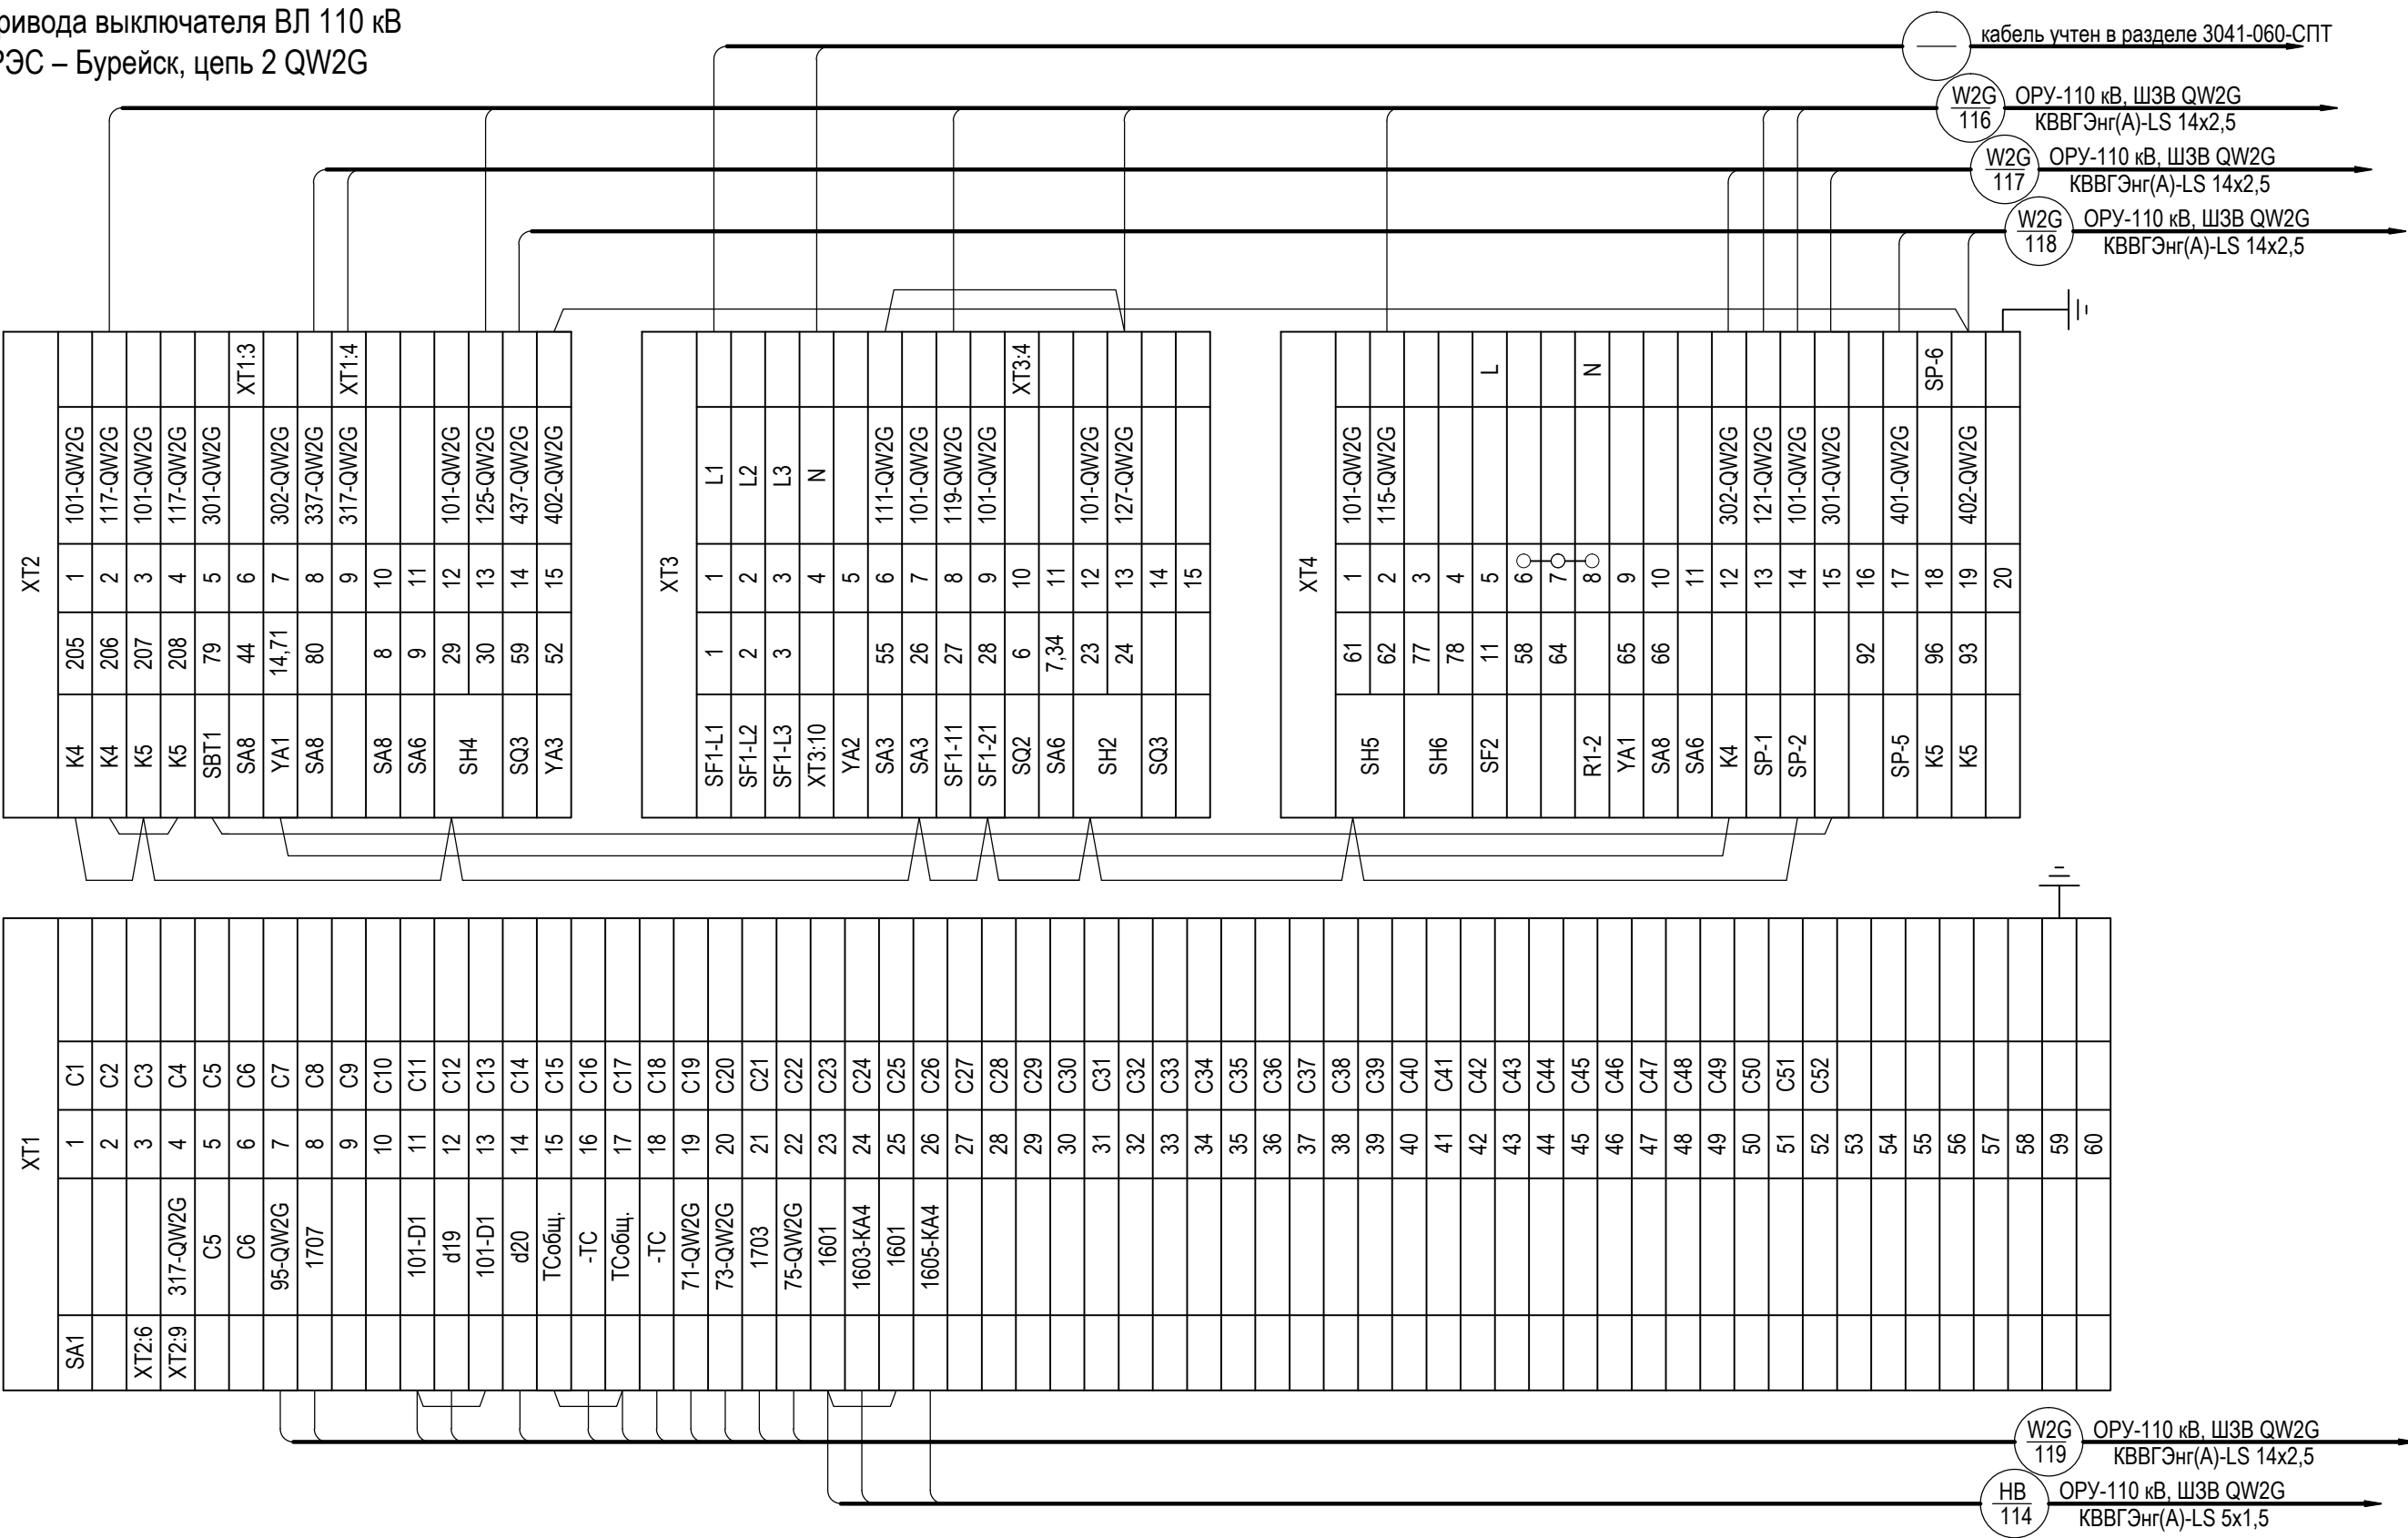 ривода выключателя ВЛ 110 кВ
РЭС – Бурейск, цепь 2 QW2G
кабель учтен в разделе 3041-060-СПТ
W2G
116
ОРУ-110 кВ, ШЗВ QW2G
КВВГЭнг(А)-LS 14x2,5
W2G
117
ОРУ-110 кВ, ШЗВ QW2G
КВВГЭнг(А)-LS 14x2,5
W2G
118
ОРУ-110 кВ, ШЗВ QW2G
КВВГЭнг(А)-LS 14x2,5
XT2
K4 205 1 101-QW2G
K4 206 2 117-QW2G
K5 207 3 101-QW2G
K5 208 4 117-QW2G
SBT1 79 5 301-QW2G
SA8 44 6 XT1:3
YA1 14,71 7 302-QW2G
SA8 80 8 337-QW2G
9 317-QW2G XT1:4
SA8 8 10
SA6 9 11
SH4 29 12 101-QW2G
30 13 125-QW2G
SQ3 59 14 437-QW2G
YA3 52 15 402-QW2G
XT3
SF1-L1 1 1 L1
SF1-L2 2 2 L2
SF1-L3 3 3 L3
XT3:10 4 N
YA2 5
SA3 55 6 111-QW2G
SA3 26 7 101-QW2G
SF1-11 27 8 119-QW2G
SF1-21 28 9 101-QW2G
SQ2 6 10 XT3:4
SA6 7,34 11
SH2 23 12 101-QW2G
24 13 127-QW2G
SQ3 14
15
XT4
SH5 61 1 101-QW2G
62 2 115-QW2G
SH6 77 3
78 4
SF2 11 5 L
58 6
64 7
R1-2 8 N
YA1 65 9
SA8 66 10
SA6 11
K4 12 302-QW2G
SP-1 13 121-QW2G
SP-2 14 101-QW2G
15 301-QW2G
92 16
SP-5 17 401-QW2G
K5 96 18 SP-6
K5 93 19 402-QW2G
20
XT1
SA1 1 C1
2 C2
XT2:6 3 C3
XT2:9 317-QW2G 4 C4
C5 5 C5
C6 6 C6
95-QW2G 7 C7
1707 8 C8
9 C9
10 C10
101-D1 11 C11
d19 12 C12
101-D1 13 C13
d20 14 C14
ТСобщ. 15 C15
-ТС 16 C16
ТСобщ. 17 C17
-ТС 18 C18
71-QW2G 19 C19
73-QW2G 20 C20
1703 21 C21
75-QW2G 22 C22
1601 23 C23
1603-КА4 24 C24
1601 25 C25
1605-КА4 26 C26
27 C27
28 C28
29 C29
30 C30
31 C31
32 C32
33 C33
34 C34
35 C35
36 C36
37 C37
38 C38
39 C39
40 C40
41 C41
42 C42
43 C43
44 C44
45 C45
46 C46
47 C47
48 C48
49 C49
50 C50
51 C51
52 C52
53
54
55
56
57
58
59
60
W2G
119
ОРУ-110 кВ, ШЗВ QW2G
КВВГЭнг(А)-LS 14x2,5
НВ
114
ОРУ-110 кВ, ШЗВ QW2G
КВВГЭнг(А)-LS 5x1,5